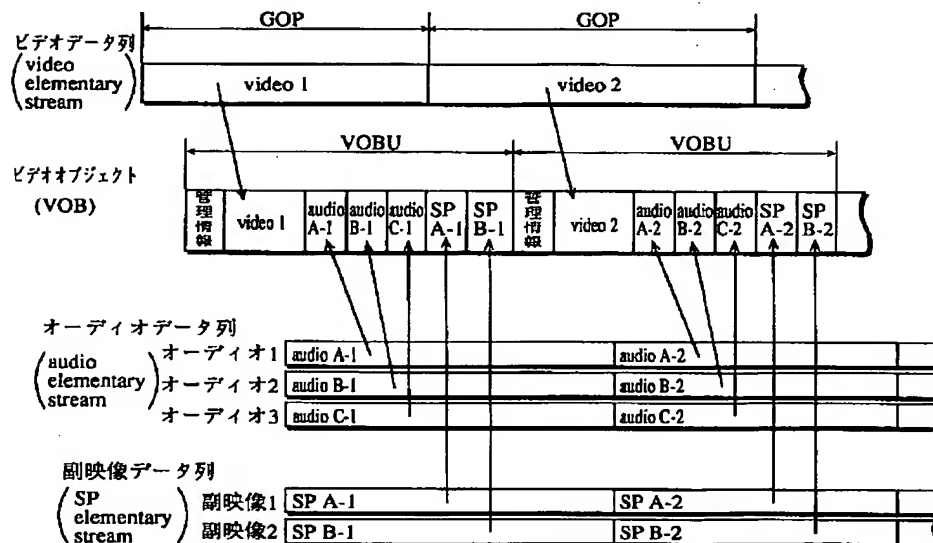 GOP GOP
ビデオデータ列
(video
elementary
stream)
video 1 video 2
VOBU VOBU
ビデオオブジェクト
(VOB)
管理情報 video 1 audio A-1 audio B-1 audio C-1 SP A-1 SP B-1 管理情報 video 2 audio A-2 audio B-2 audio C-2 SP A-2 SP B-2
オーディオデータ列
(audio
elementary
stream)
オーディオ1 audio A-1 audio A-2
オーディオ2 audio B-1 audio B-2
オーディオ3 audio C-1 audio C-2
副映像データ列
(SP
elementary
stream)
副映像1 SP A-1 SP A-2
副映像2 SP B-1 SP B-2